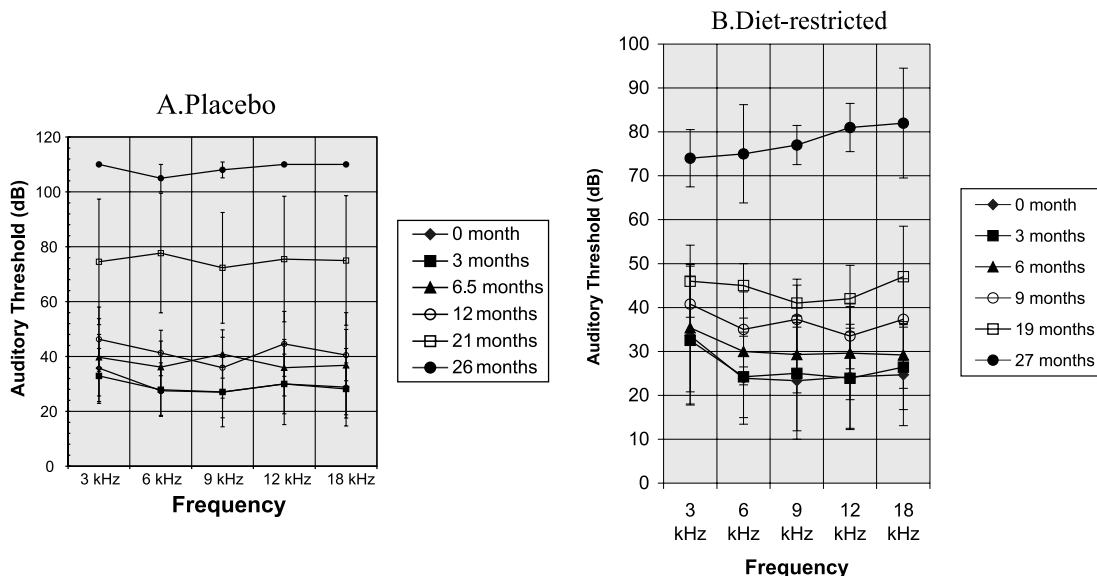 A.Placebo
Auditory Threshold (dB)
120
100
80
60
40
20
0
3 kHz 6 kHz 9 kHz 12 kHz 18 kHz
Frequency
0 month
3 months
6.5 months
12 months
21 months
26 months
B.Diet-restricted
Auditory Threshold (dB)
100
90
80
70
60
50
40
30
20
10
0
3 6 9 12 18
kHz kHz kHz kHz kHz
Frequency
0 month
3 months
6 months
9 months
19 months
27 months